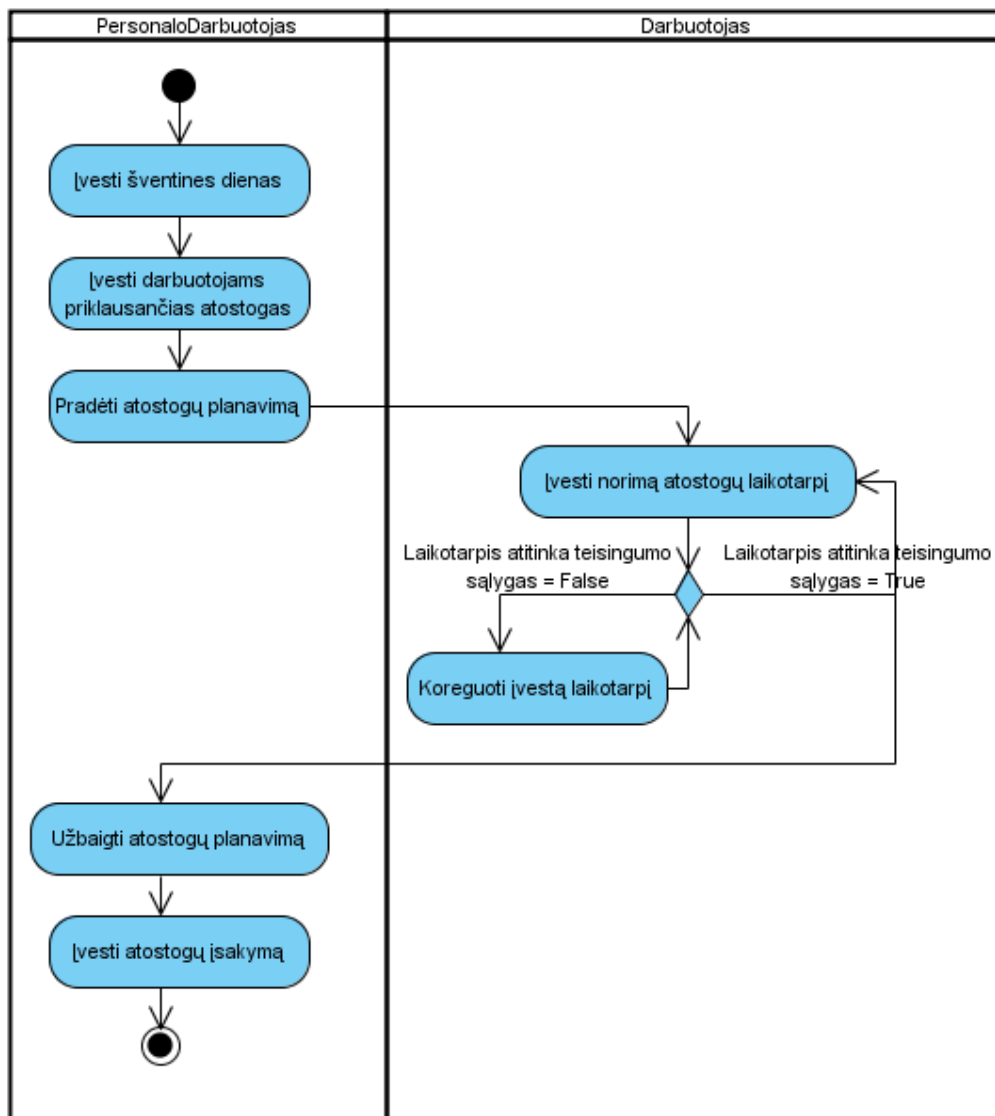 PersonaloDarbuotojas
Darbuotojas
Įvesti šventines dienas
Įvesti darbuotojams
priklausančias atostogas
Pradėti atostogų planavimą
Įvesti norimą atostogų laikotarpį
Laikotarpis atitinka teisingumo
sąlygas = False
Laikotarpis atitinka teisingumo
sąlygas = True
Koreguoti įvestą laikotarpį
Užbaigti atostogų planavimą
Įvesti atostogų įsakymą